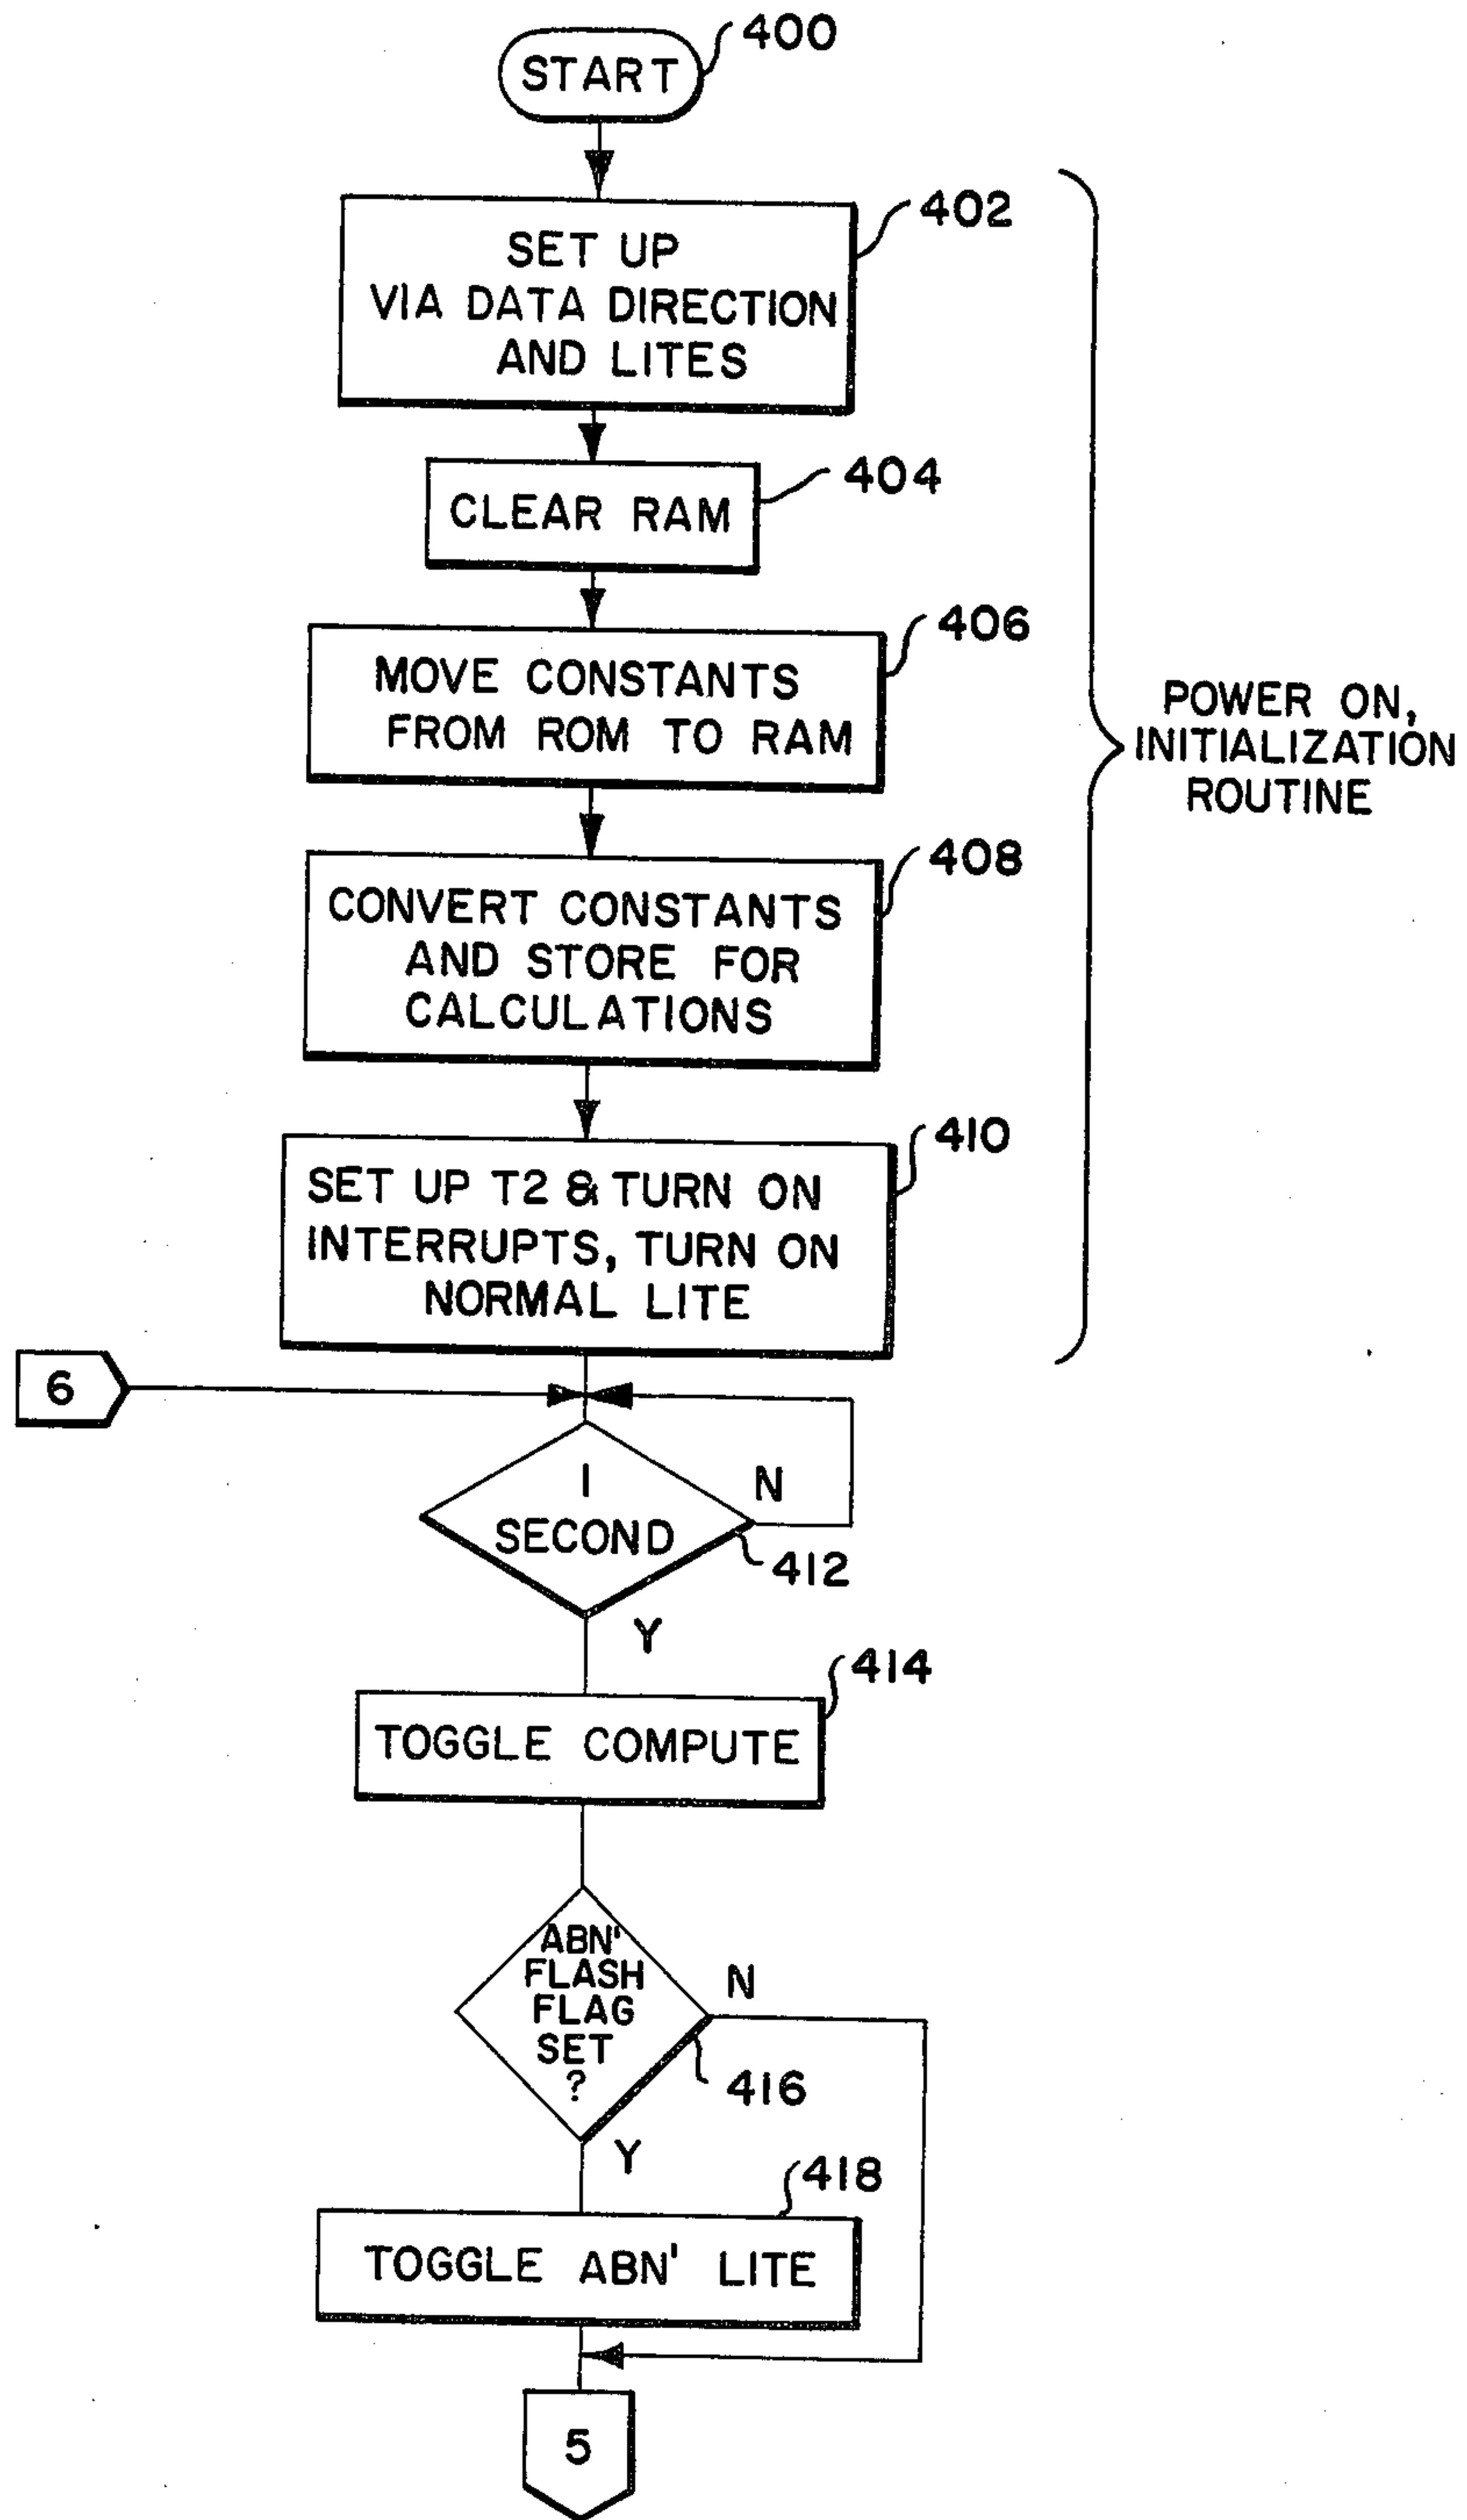 400
START
402
SET UP
VIA DATA DIRECTION
AND LITES
404
CLEAR RAM
406
MOVE CONSTANTS
FROM ROM TO RAM
POWER ON,
INITIALIZATION
ROUTINE
408
CONVERT CONSTANTS
AND STORE FOR
CALCULATIONS
410
SET UP T2 & TURN ON
INTERRUPTS, TURN ON
NORMAL LITE
6
1
SECOND
N
412
Y
414
TOGGLE COMPUTE
ABN'
FLASH
FLAG
SET
?
N
416
Y
418
TOGGLE ABN' LITE
5